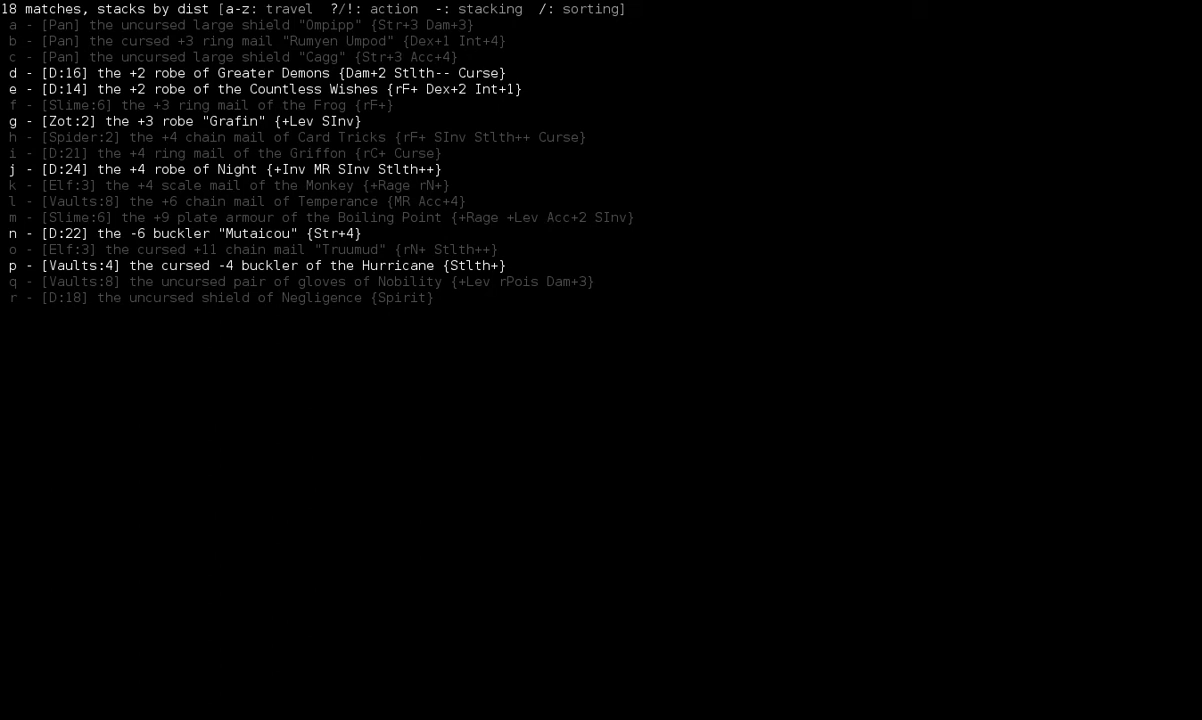 18 matches, stacks by dist [a-z: travel  ?/!: action  -: stacking  /: sorting]
a - [Pan] the uncursed large shield "Ompipp" {Str+3 Dam+3}
b - [Pan] the cursed +3 ring mail "Rumyen Umpod" {Dex+1 Int+4}
c - [Pan] the uncursed large shield "Cagg" {Str+3 Acc+4}
d - [D:16] the +2 robe of Greater Demons {Dam+2 Stlth-- Curse}
e - [D:14] the +2 robe of the Countless Wishes {rF+ Dex+2 Int+1}
f - [Slime:6] the +3 ring mail of the Frog {rF+}
g - [Zot:2] the +3 robe "Grafin" {+Lev SInv}
h - [Spider:2] the +4 chain mail of Card Tricks {rF+ SInv Stlth++ Curse}
i - [D:21] the +4 ring mail of the Griffon {rC+ Curse}
j - [D:24] the +4 robe of Night {+Inv MR SInv Stlth++}
k - [Elf:3] the +4 scale mail of the Monkey {+Rage rN+}
l - [Vaults:8] the +6 chain mail of Temperance {MR Acc+4}
m - [Slime:6] the +9 plate armour of the Boiling Point {+Rage +Lev Acc+2 SInv}
n - [D:22] the -6 buckler "Mutaicou" {Str+4}
o - [Elf:3] the cursed +11 chain mail "Truumud" {rN+ Stlth++}
p - [Vaults:4] the cursed -4 buckler of the Hurricane {Stlth+}
q - [Vaults:8] the uncursed pair of gloves of Nobility {+Lev rPois Dam+3}
r - [D:18] the uncursed shield of Negligence {Spirit}